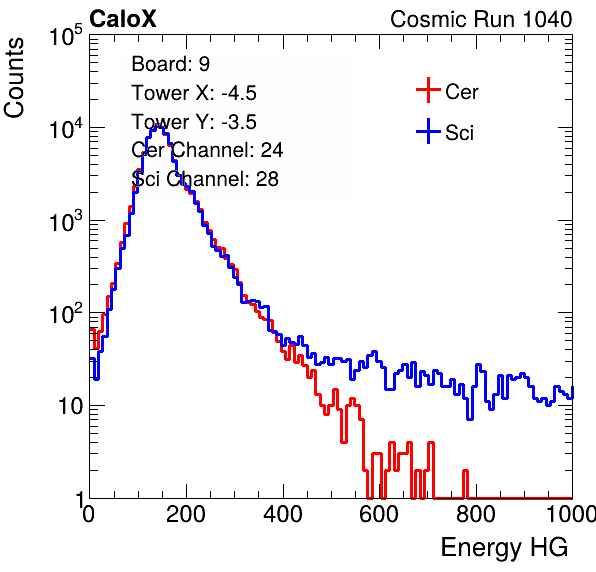 CaloX Cosmic Run 1040
Counts
Board: 9
Tower X: -4.5
Tower Y: -3.5
Cer Channel: 24
Sci Channel: 28
Cer
Sci
10^5
10^4
10^3
10^2
10
1
0 200 400 600 800 1000
Energy HG